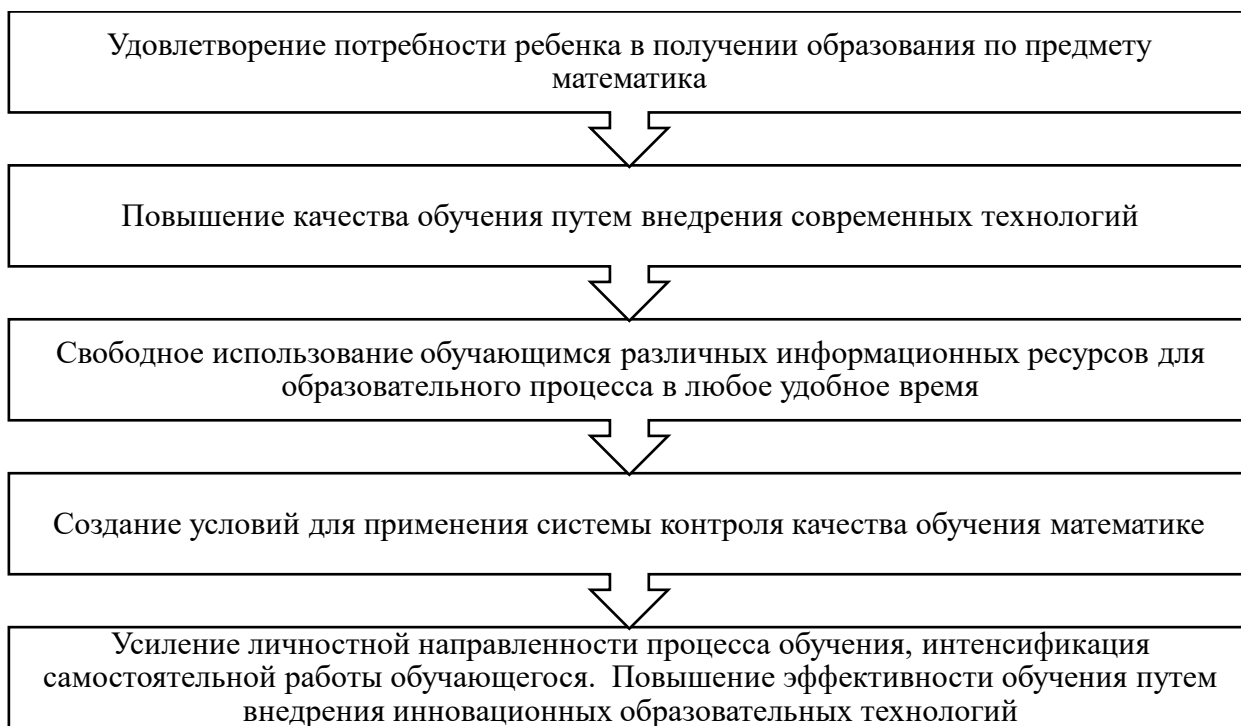 Удовлетворение потребности ребенка в получении образования по предмету
математика
Повышение качества обучения путем внедрения современных технологий
Свободное использование обучающимся различных информационных ресурсов для
образовательного процесса в любое удобное время
Создание условий для применения системы контроля качества обучения математике
Усиление личностной направленности процесса обучения, интенсификация
самостоятельной работы обучающегося.  Повышение эффективности обучения путем
внедрения инновационных образовательных технологий